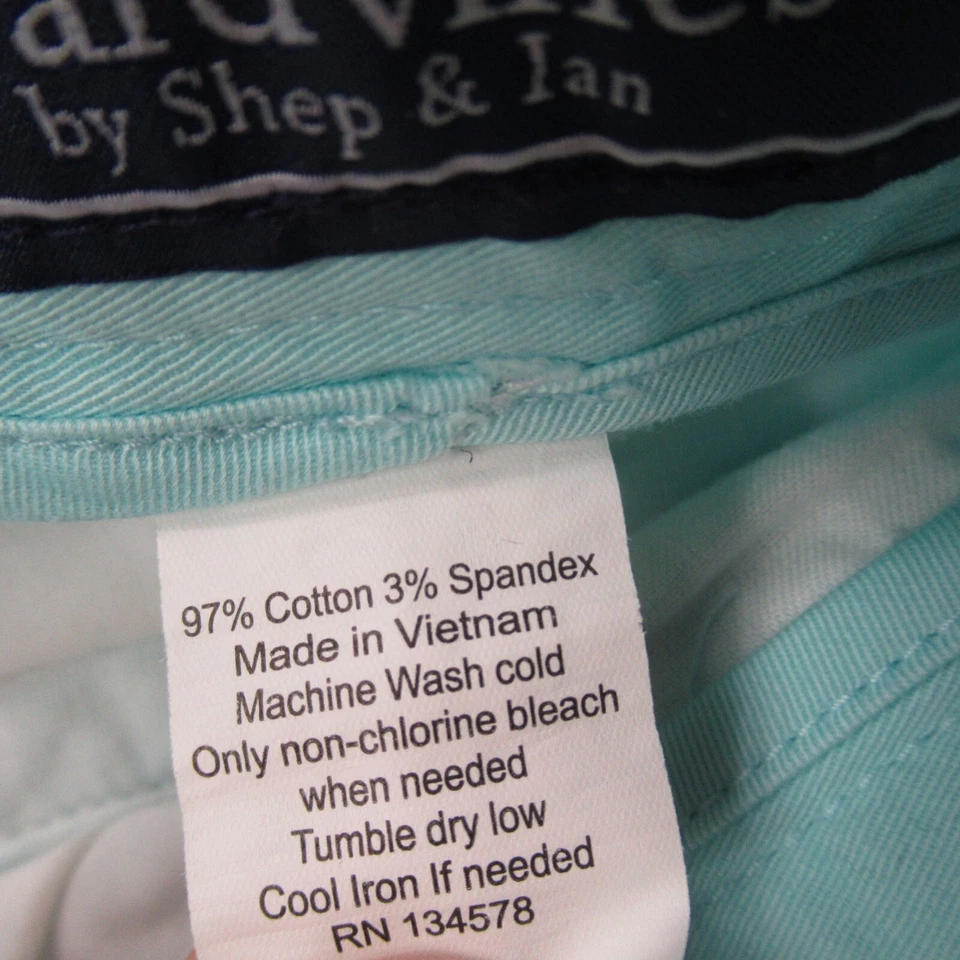 by Shep & Ian
97% Cotton 3% Spandex
Made in Vietnam
Machine Wash cold
Only non-chlorine bleach
when needed
Tumble dry low
Cool Iron If needed
RN 134578